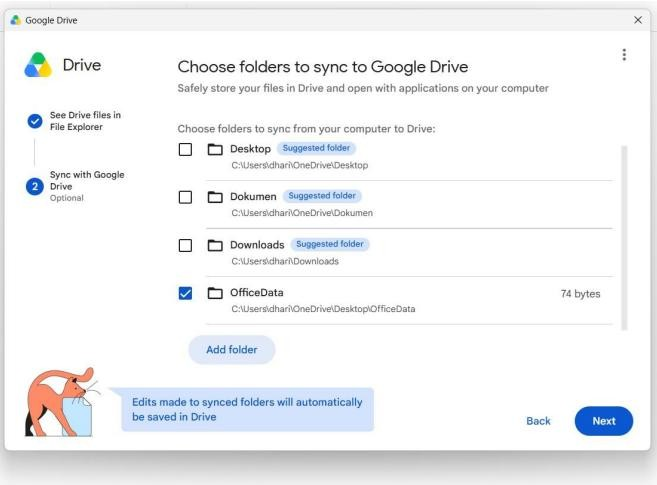 Google Drive
Drive
Choose folders to sync to Google Drive
Safely store your files in Drive and open with applications on your computer
See Drive files in
File Explorer
Sync with Google
Drive
Optional
2
Choose folders to sync from your computer to Drive:
Desktop Suggested folder
C:\Users\dhari\OneDrive\Desktop
Dokumen Suggested folder
C:\Users\dhari\OneDrive\Dokumen
Downloads Suggested folder
C:\Users\dhari\Downloads
OfficeData 74 bytes
C:\Users\dhari\OneDrive\Desktop\OfficeData
Add folder
Edits made to synced folders will automatically
be saved in Drive
Back Next